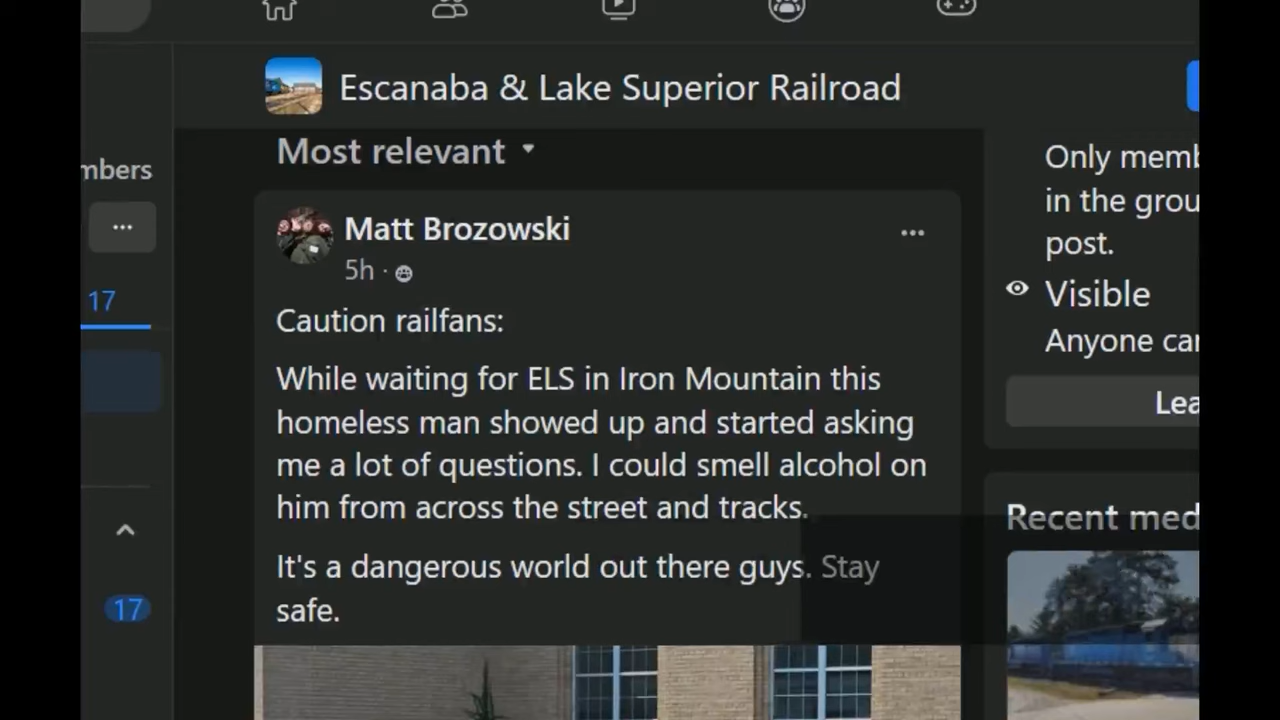 Escanaba & Lake Superior Railroad
Most relevant
mbers
...
17
17
Matt Brozowski
5h ·
Caution railfans:
While waiting for ELS in Iron Mountain this
homeless man showed up and started asking
me a lot of questions. I could smell alcohol on
him from across the street and tracks.
It's a dangerous world out there guys. Stay
safe.
Only memb
in the grou
post.
Visible
Anyone car
Lea
Recent med